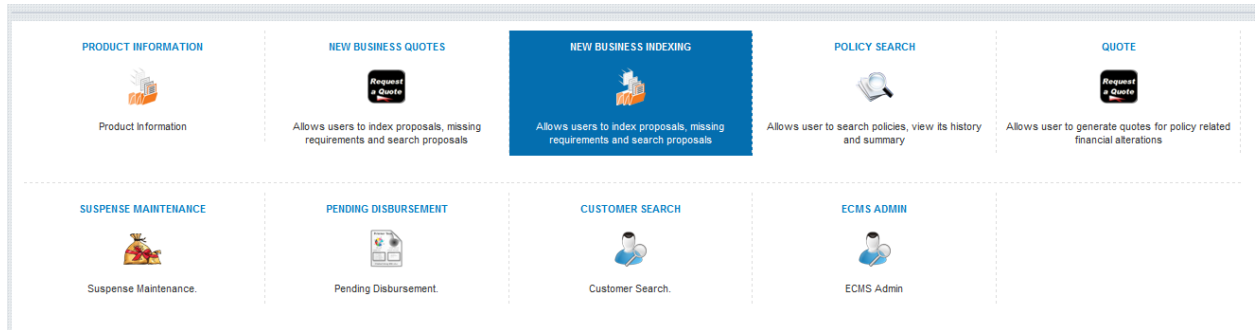 PRODUCT INFORMATION
Product Information
NEW BUSINESS QUOTES
Request
a Quote
Allows users to index proposals, missing
requirements and search proposals
NEW BUSINESS INDEXING
Allows users to index proposals, missing
requirements and search proposals
POLICY SEARCH
Allows user to search policies, view its history
and summary
QUOTE
Request
a Quote
Allows user to generate quotes for policy related
financial alterations
SUSPENSE MAINTENANCE
Suspense Maintenance.
PENDING DISBURSEMENT
Pending Disbursement.
CUSTOMER SEARCH
Customer Search.
ECMS ADMIN
ECMS Admin